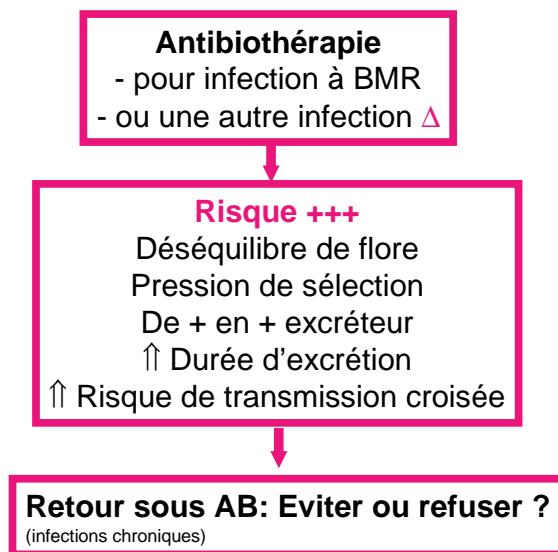 Antibiothérapie
- pour infection à BMR
- ou une autre infection Δ
Risque +++
Déséquilibre de flore
Pression de sélection
De + en + excréteur
⇑ Durée d'excrétion
⇑ Risque de transmission croisée
Retour sous AB: Eviter ou refuser ?
(infections chroniques)